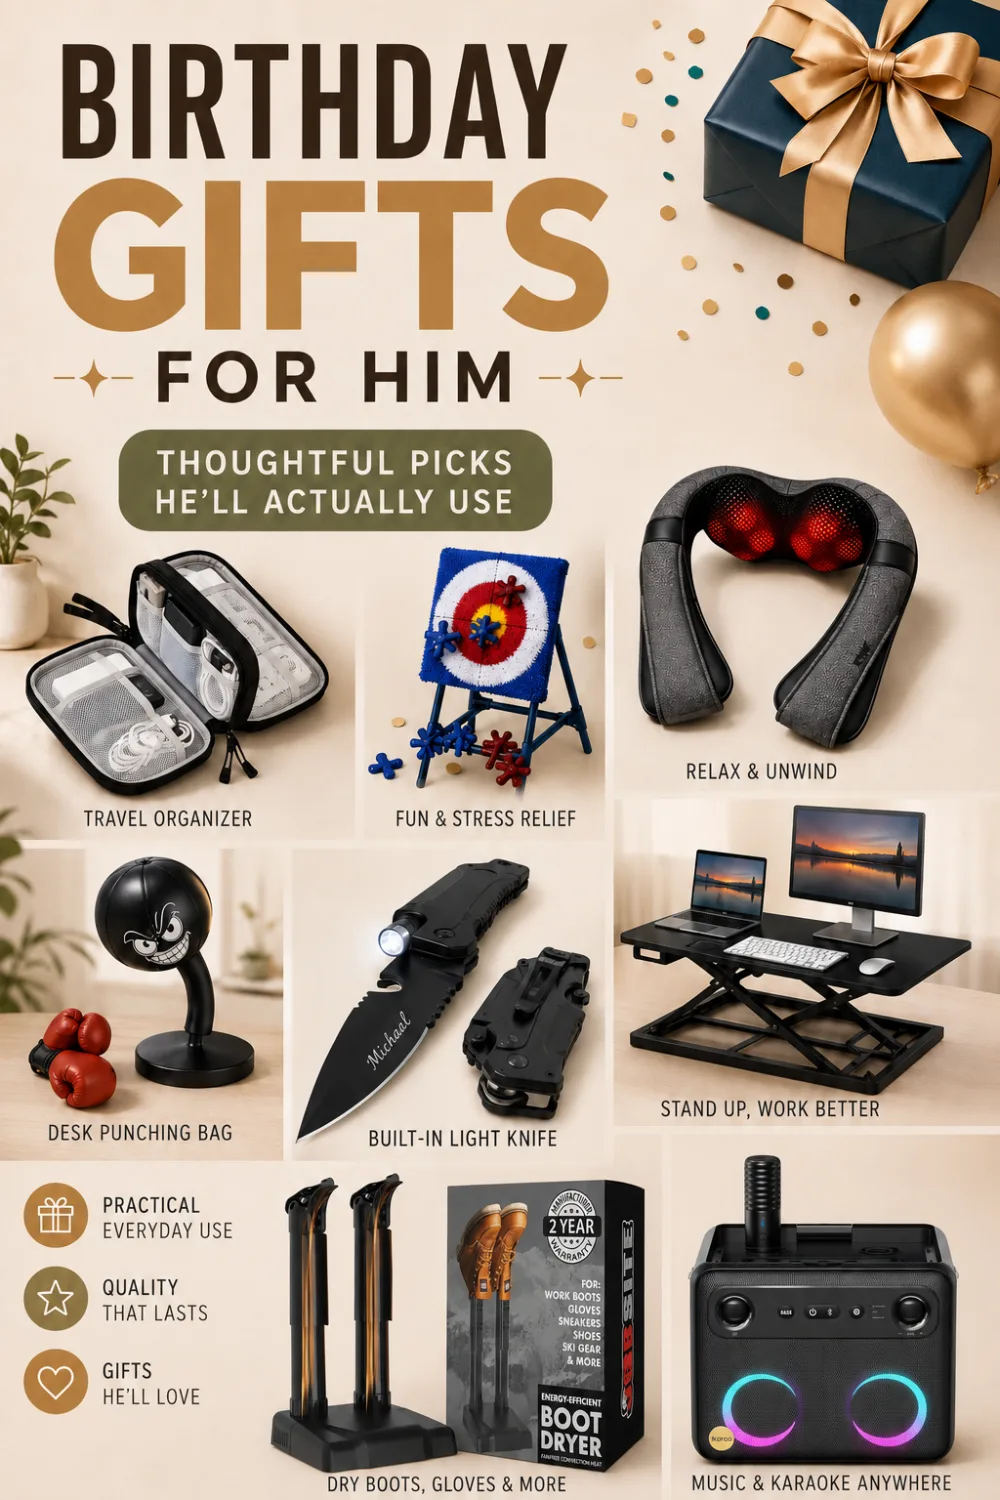 BIRTHDAY
GIFTS
FOR HIM
THOUGHTFUL PICKS
HE'LL ACTUALLY USE
TRAVEL ORGANIZER
FUN & STRESS RELIEF
RELAX & UNWIND
DESK PUNCHING BAG
Michaal
BUILT-IN LIGHT KNIFE
STAND UP, WORK BETTER
PRACTICAL
EVERYDAY USE
QUALITY
THAT LASTS
GIFTS
HE'LL LOVE
MANUFACTURER
2 YEAR
WARRANTY
FOR:
WORK BOOTS
GLOVES
SNEAKERS
SHOES
SKI GEAR
& MORE
JOBSITE
ENERGY-EFFICIENT
BOOT
DRYER
DRY BOOTS, GLOVES & MORE
MUSIC & KARAOKE ANYWHERE